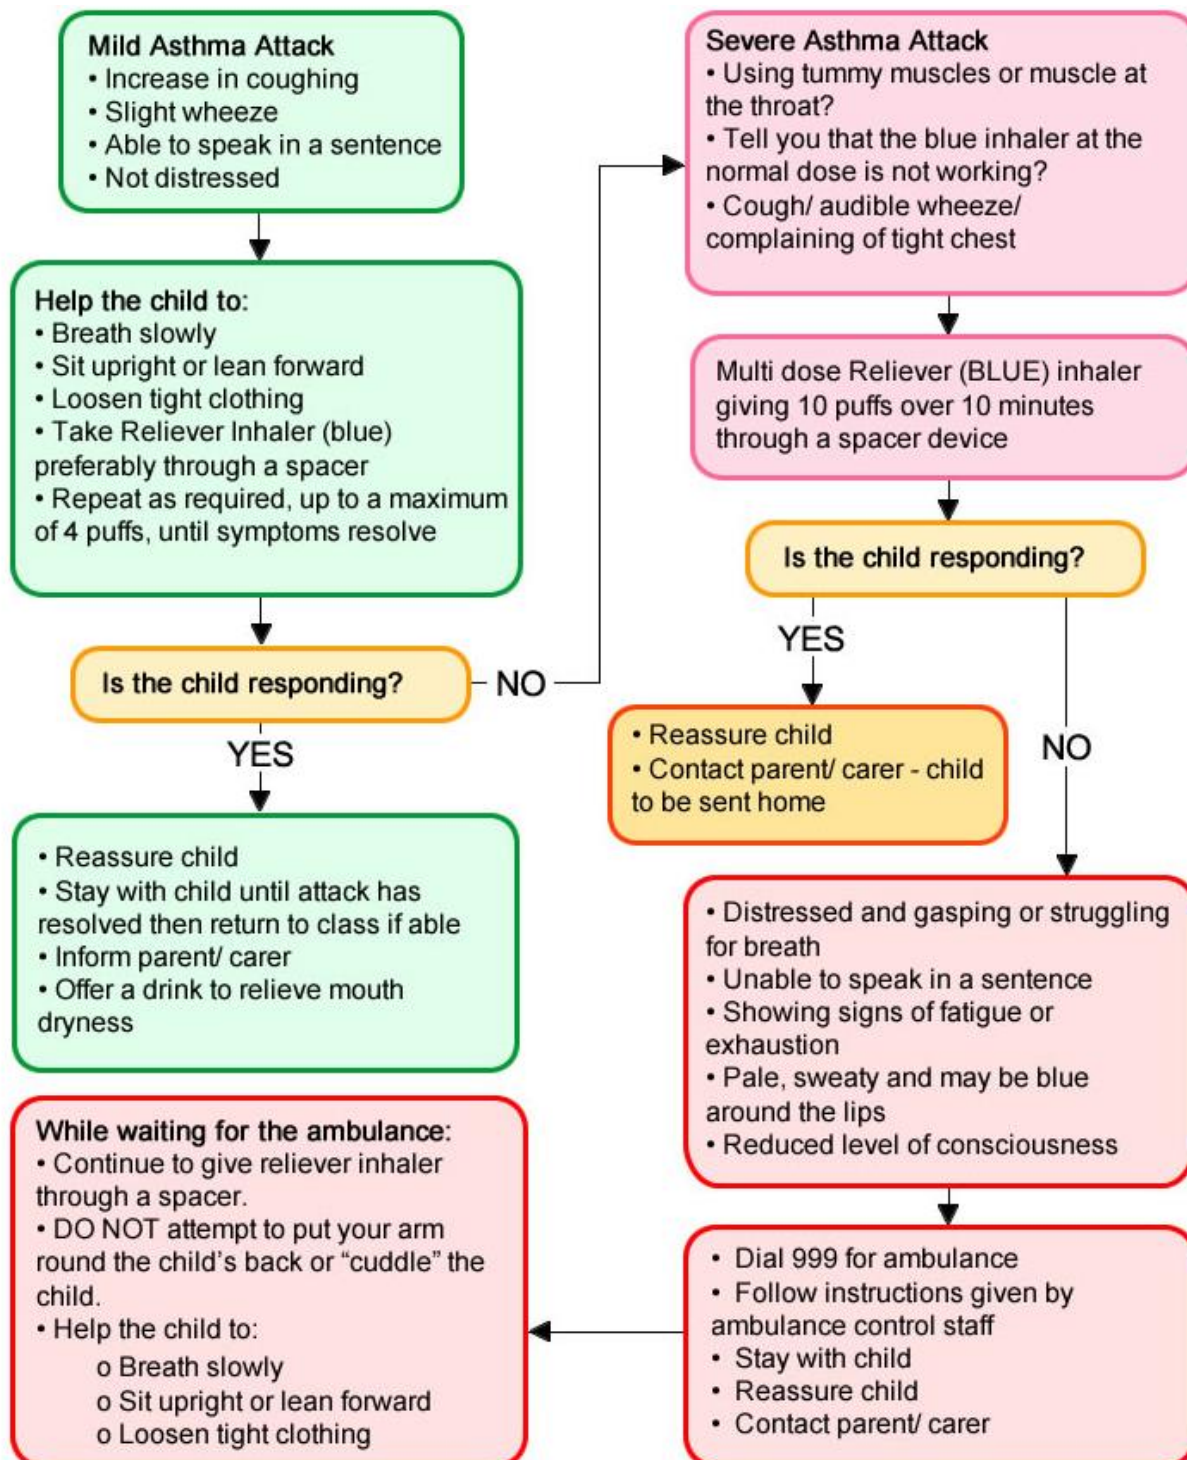 Mild Asthma Attack
• Increase in coughing
• Slight wheeze
• Able to speak in a sentence
• Not distressed
Help the child to:
• Breath slowly
• Sit upright or lean forward
• Loosen tight clothing
• Take Reliever Inhaler (blue)
preferably through a spacer
• Repeat as required, up to a maximum
of 4 puffs, until symptoms resolve
Is the child responding?
NO
YES
• Reassure child
• Stay with child until attack has
resolved then return to class if able
• Inform parent/ carer
• Offer a drink to relieve mouth
dryness
Severe Asthma Attack
• Using tummy muscles or muscle at
the throat?
• Tell you that the blue inhaler at the
normal dose is not working?
• Cough/ audible wheeze/
complaining of tight chest
Multi dose Reliever (BLUE) inhaler
giving 10 puffs over 10 minutes
through a spacer device
Is the child responding?
YES
• Reassure child
• Contact parent/ carer - child
to be sent home
NO
• Distressed and gasping or struggling
for breath
• Unable to speak in a sentence
• Showing signs of fatigue or
exhaustion
• Pale, sweaty and may be blue
around the lips
• Reduced level of consciousness
• Dial 999 for ambulance
• Follow instructions given by
ambulance control staff
• Stay with child
• Reassure child
• Contact parent/ carer
While waiting for the ambulance:
• Continue to give reliever inhaler
through a spacer.
• DO NOT attempt to put your arm
round the child’s back or “cuddle” the
child.
• Help the child to:
o Breath slowly
o Sit upright or lean forward
o Loosen tight clothing